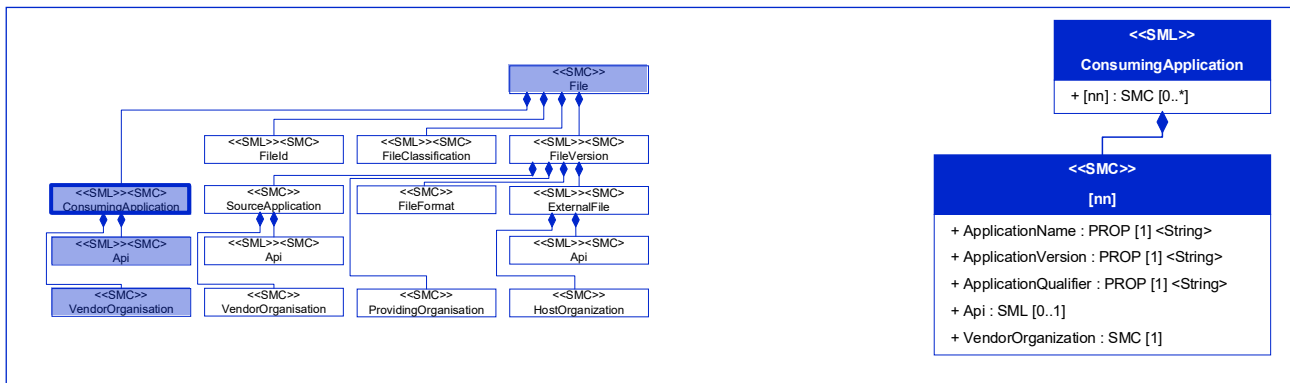 <<SMC>>
File
<<SML>><SMC>
FileId
<<SML>><SMC>
FileClassification
<<SML>><SMC>
FileVersion
<<SML>><SMC>
ConsumingApplication
<<SMC>>
SourceApplication
<<SMC>>
FileFormat
<<SMC>>
ExternalFile
<<SML>><SMC>
Api
<<SML>><SMC>
Api
<<SML>><SMC>
Api
<<SMC>>
VendorOrganisation
<<SMC>>
VendorOrganisation
<<SMC>>
ProvidingOrganisation
<<SMC>>
HostOrganization
<<SML>>
ConsumingApplication
+ [nn] : SMC [0..*]
<<SMC>>
[nn]
+ ApplicationName : PROP [1] <String>
+ ApplicationVersion : PROP [1] <String>
+ ApplicationQualifier : PROP [1] <String>
+ Api : SML [0..1]
+ VendorOrganization : SMC [1]